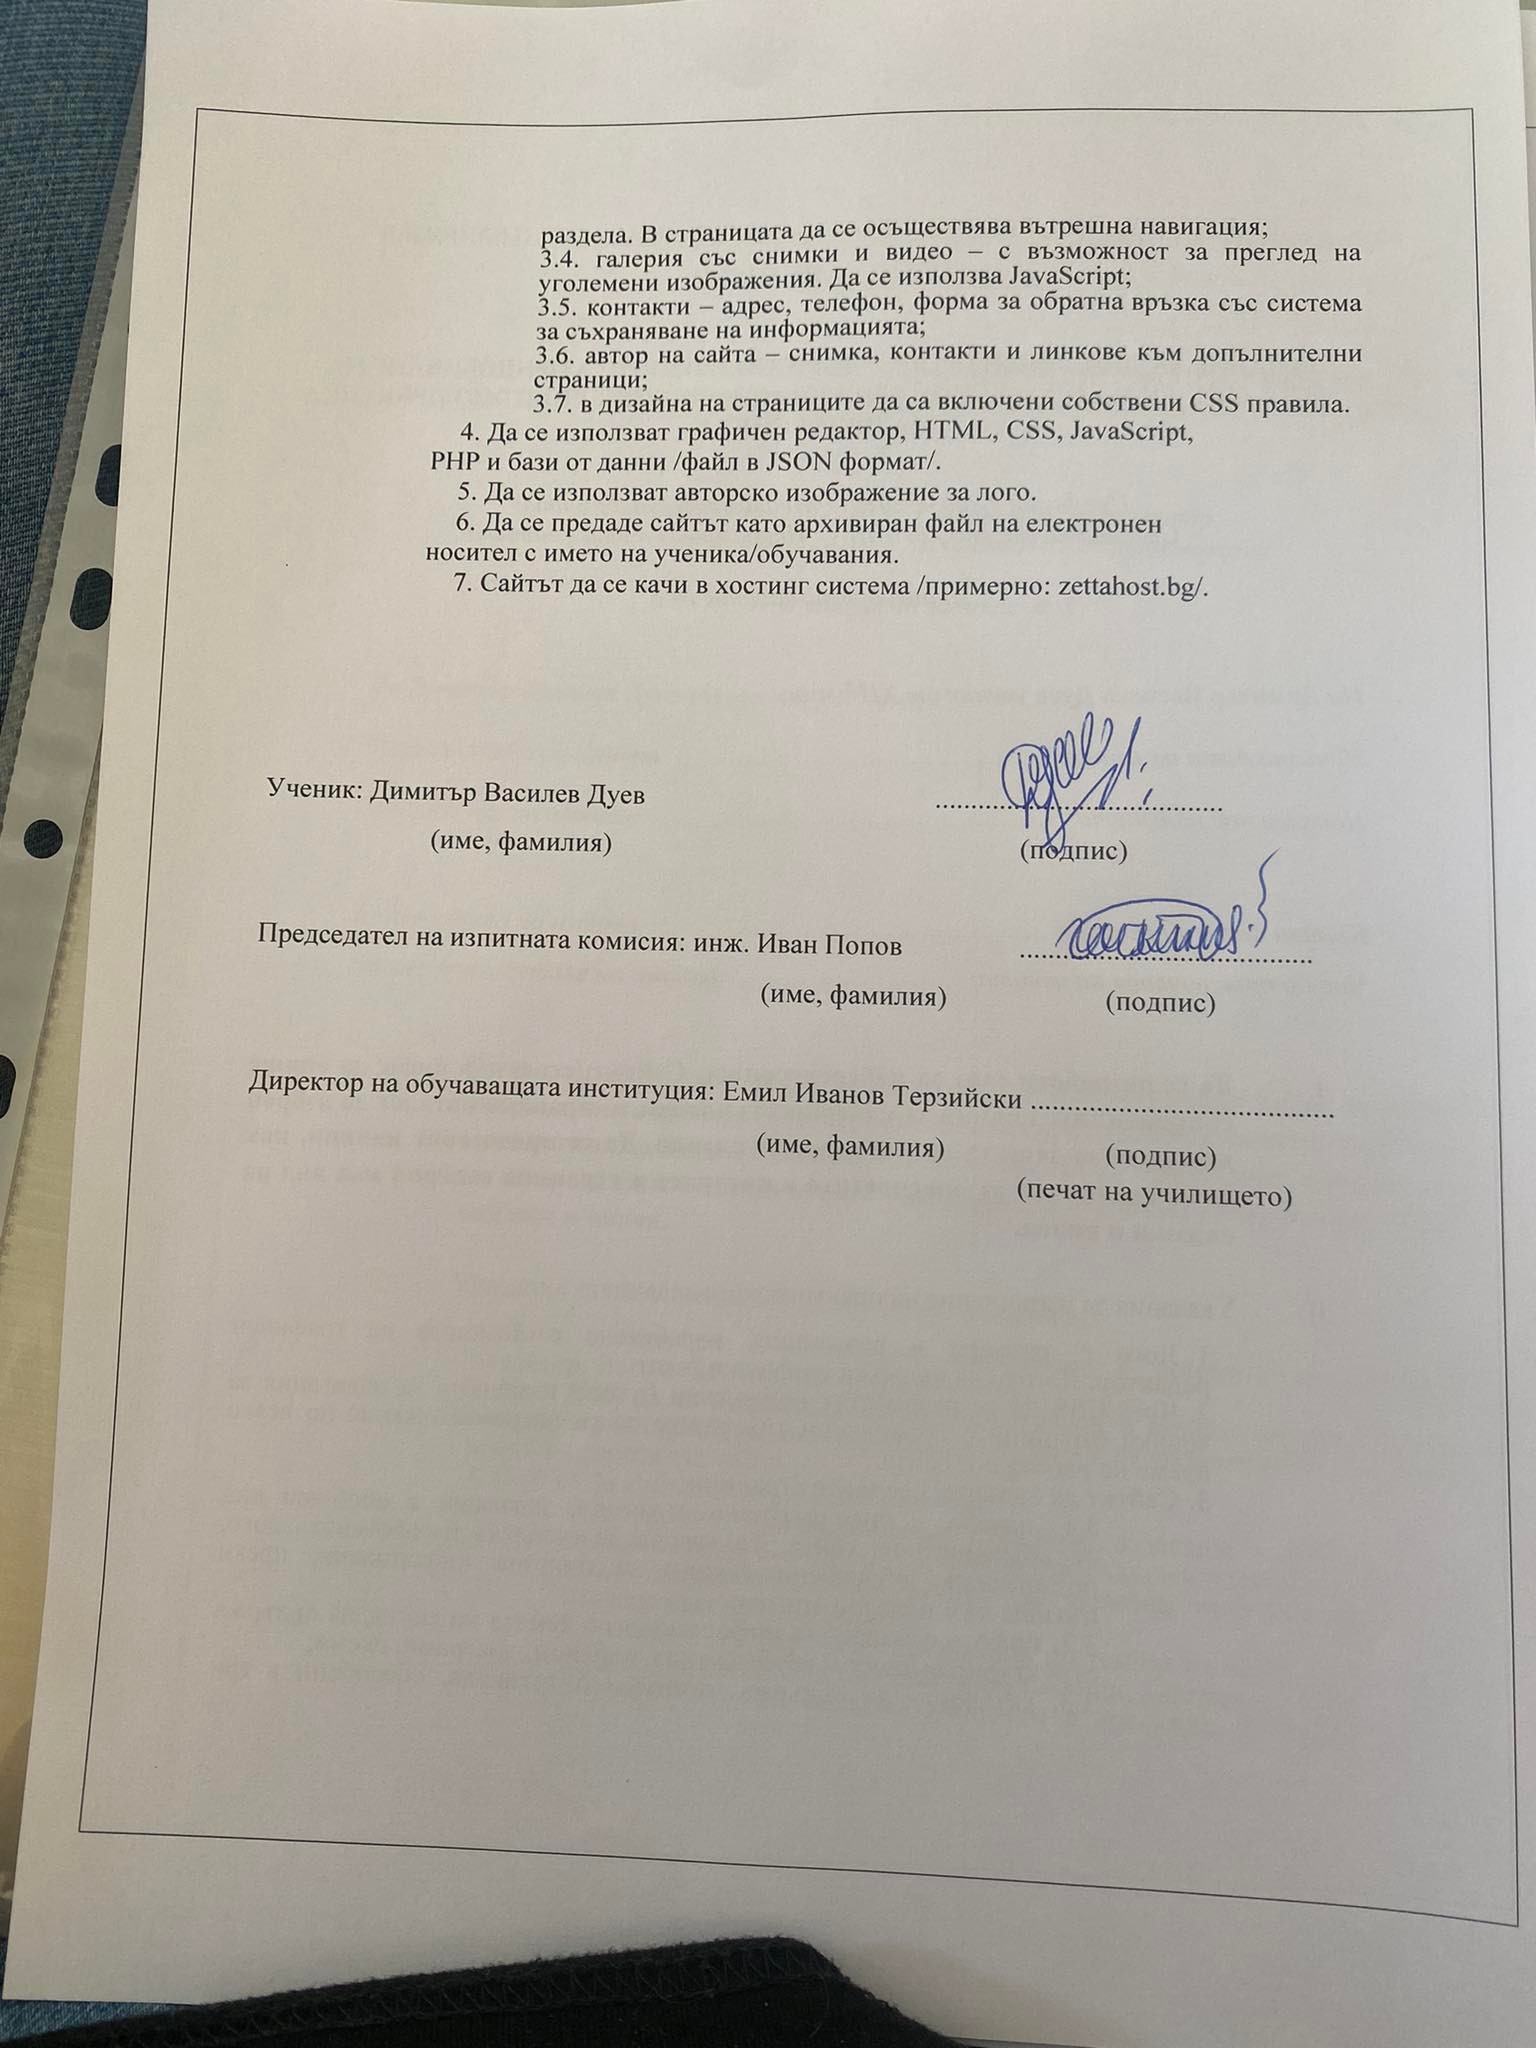 раздела. В страницата да се осъществява вътрешна навигация;
3.4. галерия със снимки и видео – с възможност за преглед на
уголемени изображения. Да се използва JavaScript;
3.5. контакти – адрес, телефон, форма за обратна връзка със система
за съхраняване на информацията;
3.6. автор на сайта – снимка, контакти и линкове към допълнителни
страници;
3.7. в дизайна на страниците да са включени собствени CSS правила.
4. Да се използват графичен редактор, HTML, CSS, JavaScript,
PHP и бази от данни /файл в JSON формат/.
5. Да се използват авторско изображение за лого.
6. Да се предаде сайтът като архивиран файл на електронен
носител с името на ученика/обучавания.
7. Сайтът да се качи в хостинг система /примерно: zettahost.bg/.
Ученик: Димитър Василев Дуев ........................................
(име, фамилия) (подпис)
Председател на изпитната комисия: инж. Иван Попов ........................................
(име, фамилия) (подпис)
Директор на обучаващата институция: Емил Иванов Терзийски ..........................................
(име, фамилия) (подпис)
(печат на училището)